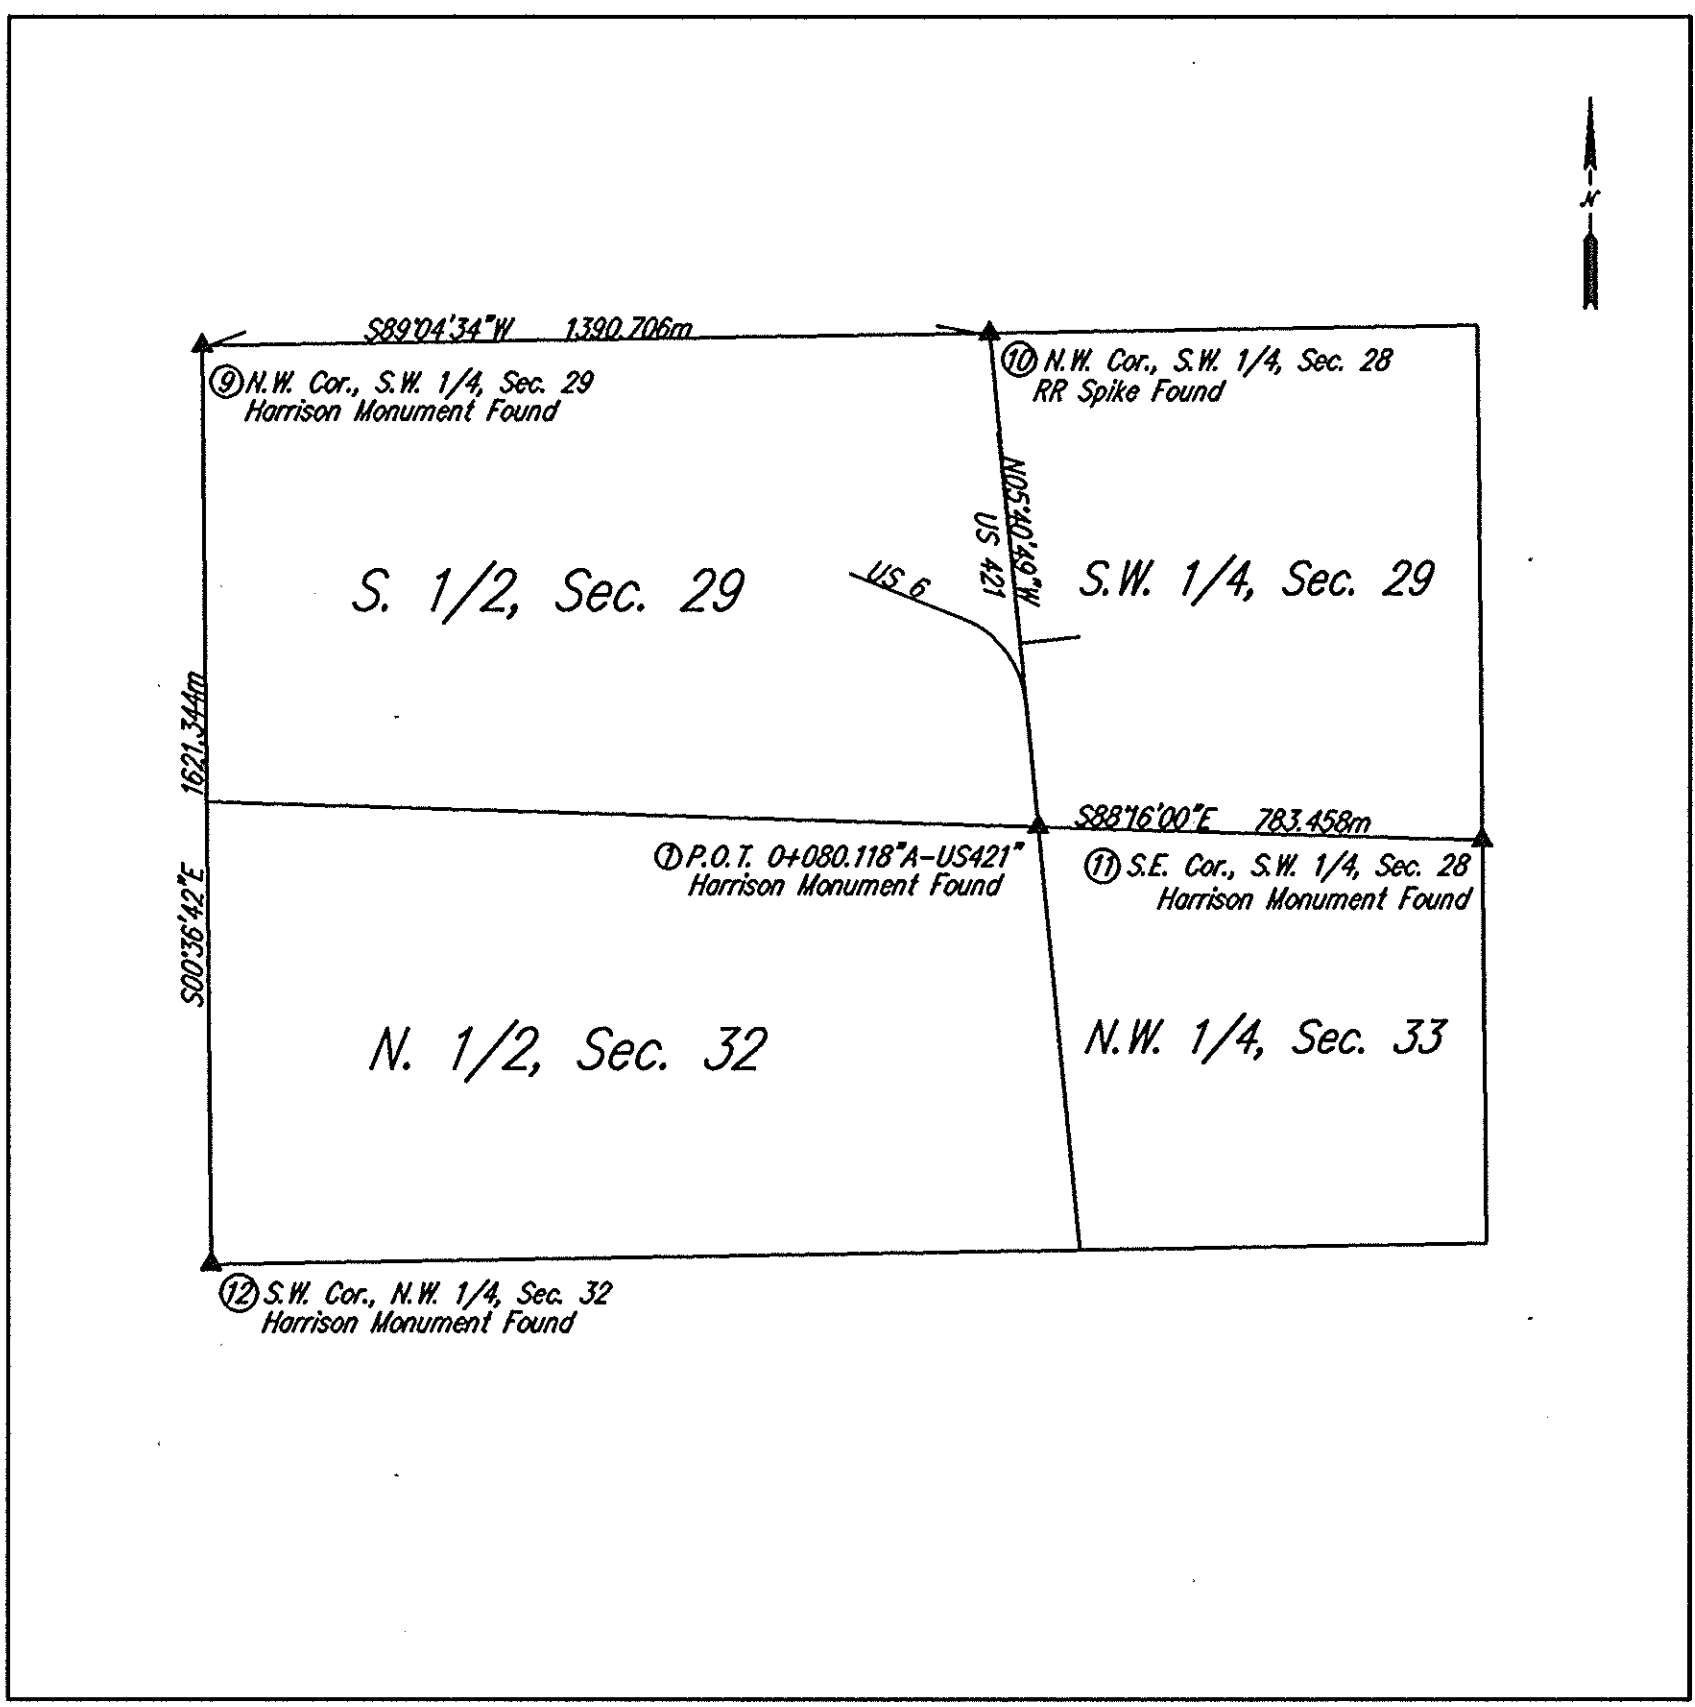 N
S89°04'34"W 1390.706m
9 N.W. Cor., S.W. 1/4, Sec. 29
Harrison Monument Found
10 N.W. Cor., S.W. 1/4, Sec. 28
RR Spike Found
N05°40'49"W
US 421
US 6
S. 1/2, Sec. 29
S.W. 1/4, Sec. 29
1621.344m
S00°36'42"E
S88°16'00"E 783.458m
7 P.O.T. 0+080.118"A-US421"
Harrison Monument Found
11 S.E. Cor., S.W. 1/4, Sec. 28
Harrison Monument Found
N. 1/2, Sec. 32
N.W. 1/4, Sec. 33
12 S.W. Cor., N.W. 1/4, Sec. 32
Harrison Monument Found